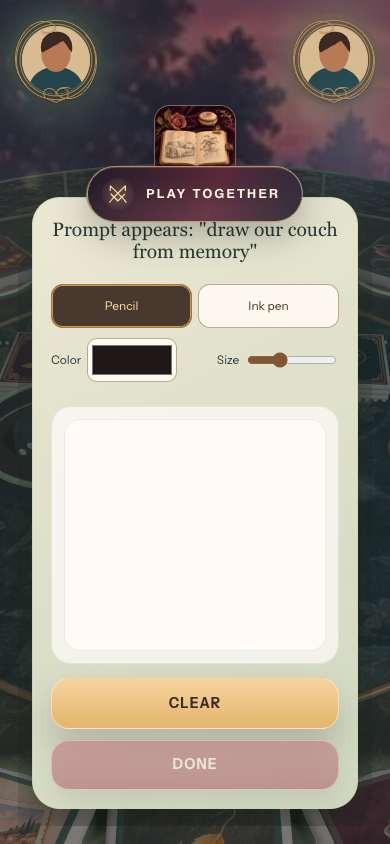 PLAY TOGETHER
Prompt appears: "draw our couch
from memory"
Pencil
Ink pen
Color
Size
CLEAR
DONE